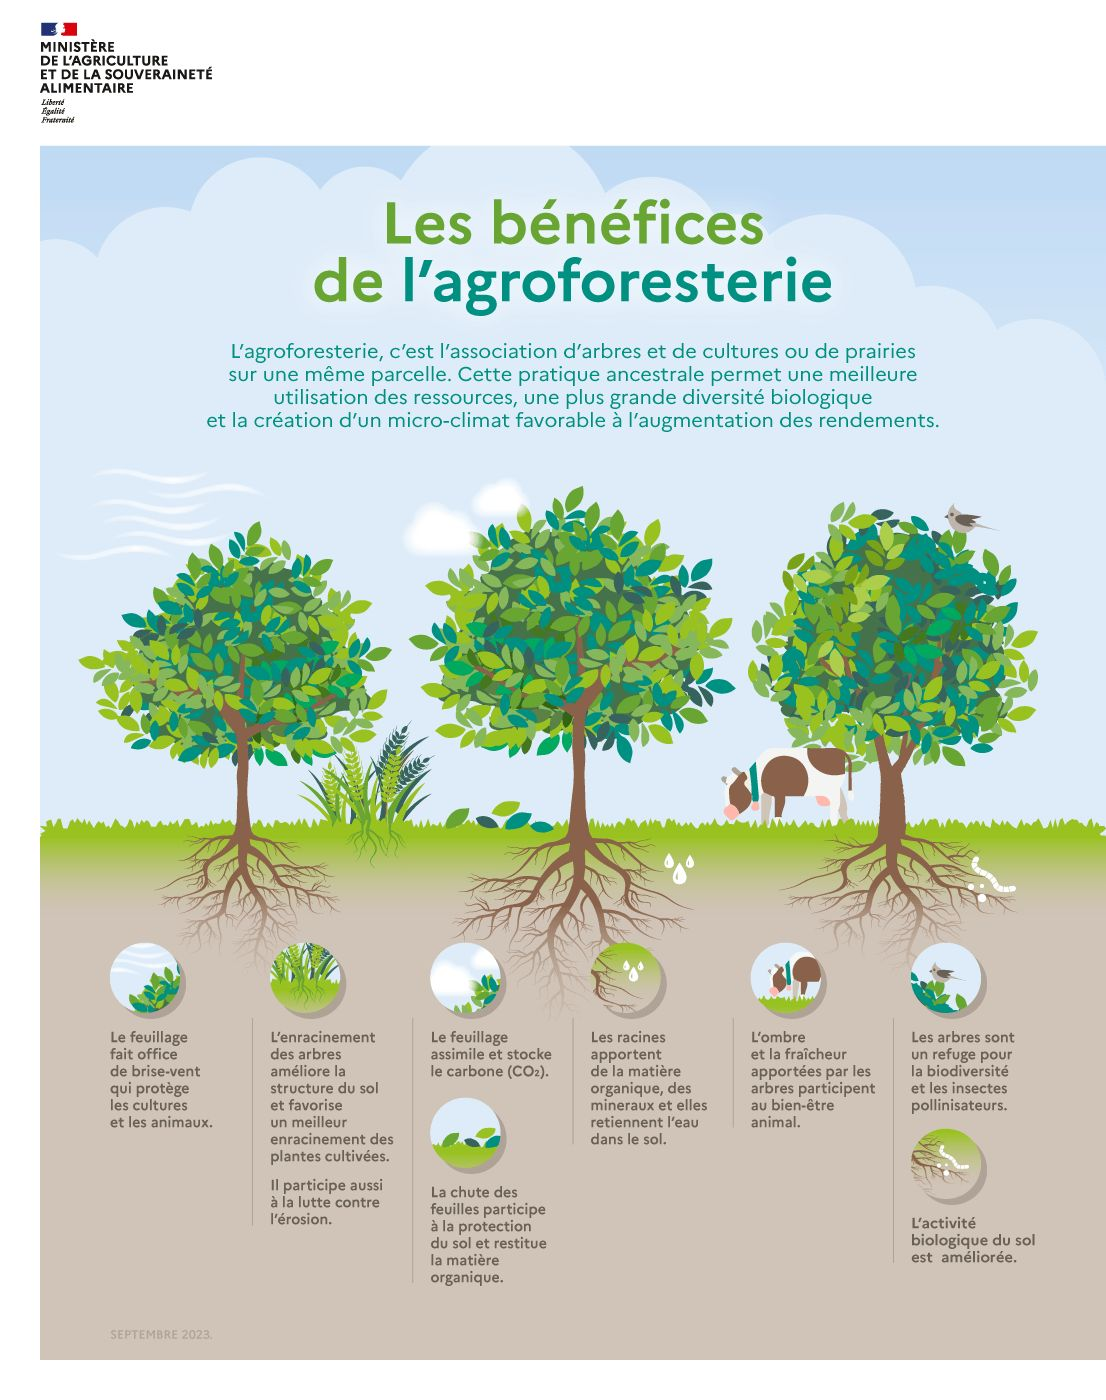 MINISTÈRE
DE L'AGRICULTURE
ET DE LA SOUVERAINETÉ
ALIMENTAIRE
Liberté
Égalité
Fraternité
Les bénéfices
de l'agroforesterie
L'agroforesterie, c'est l'association d'arbres et de cultures ou de prairies
sur une même parcelle. Cette pratique ancestrale permet une meilleure
utilisation des ressources, une plus grande diversité biologique
et la création d'un micro-climat favorable à l'augmentation des rendements.
Le feuillage
fait office
de brise-vent
qui protège
les cultures
et les animaux.
L'enracinement
des arbres
améliore la
structure du sol
et favorise
un meilleur
enracinement des
plantes cultivées.
Il participe aussi
à la lutte contre
l'érosion.
Le feuillage
assimile et stocke
le carbone (CO₂).
La chute des
feuilles participe
à la protection
du sol et restitue
la matière
organique.
Les racines
apportent
de la matière
organique, des
mineraux et elles
retiennent l'eau
dans le sol.
L'ombre
et la fraîcheur
apportées par les
arbres participent
au bien-être
animal.
Les arbres sont
un refuge pour
la biodiversité
et les insectes
pollinisateurs.
L'activité
biologique du sol
est améliorée.
SEPTEMBRE 2023.